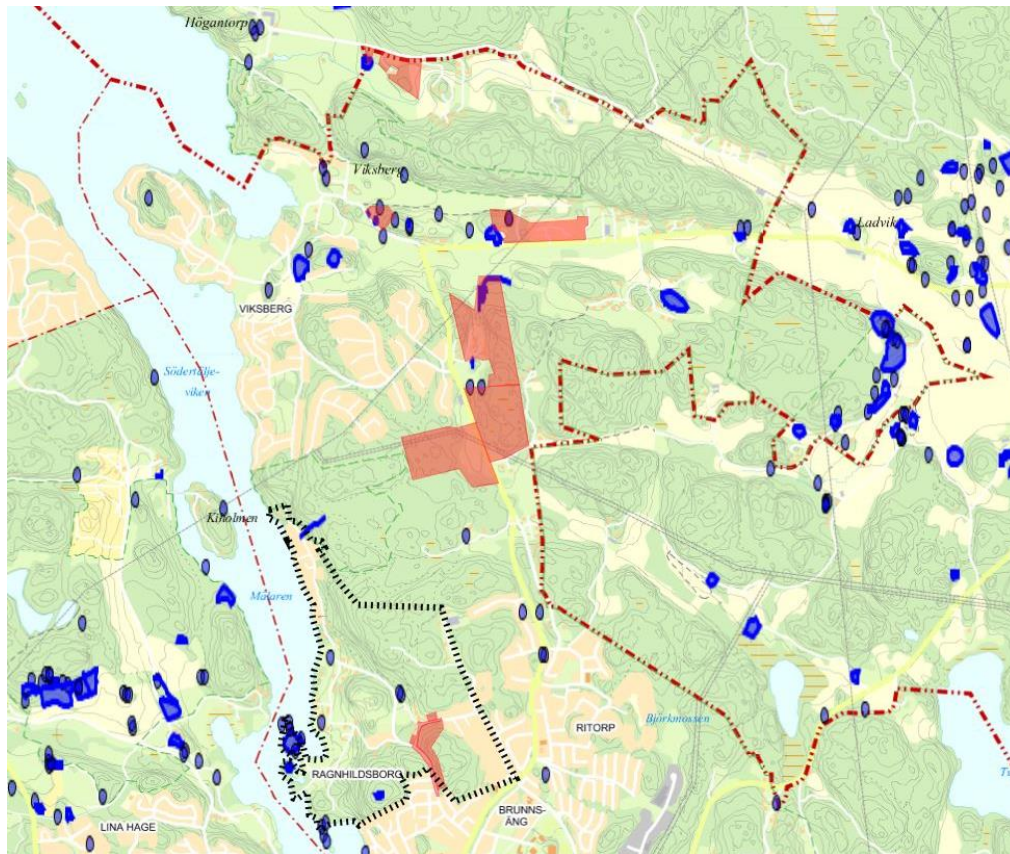 Högantorp
Viksberg
Ladvik
VIKSBERG
Södertälje-
viken
Kiholmen
Mälaren
Björkmossen
RITORP
RAGNHILDSBORG
BRUNNS-
ÄNG
LINA HAGE